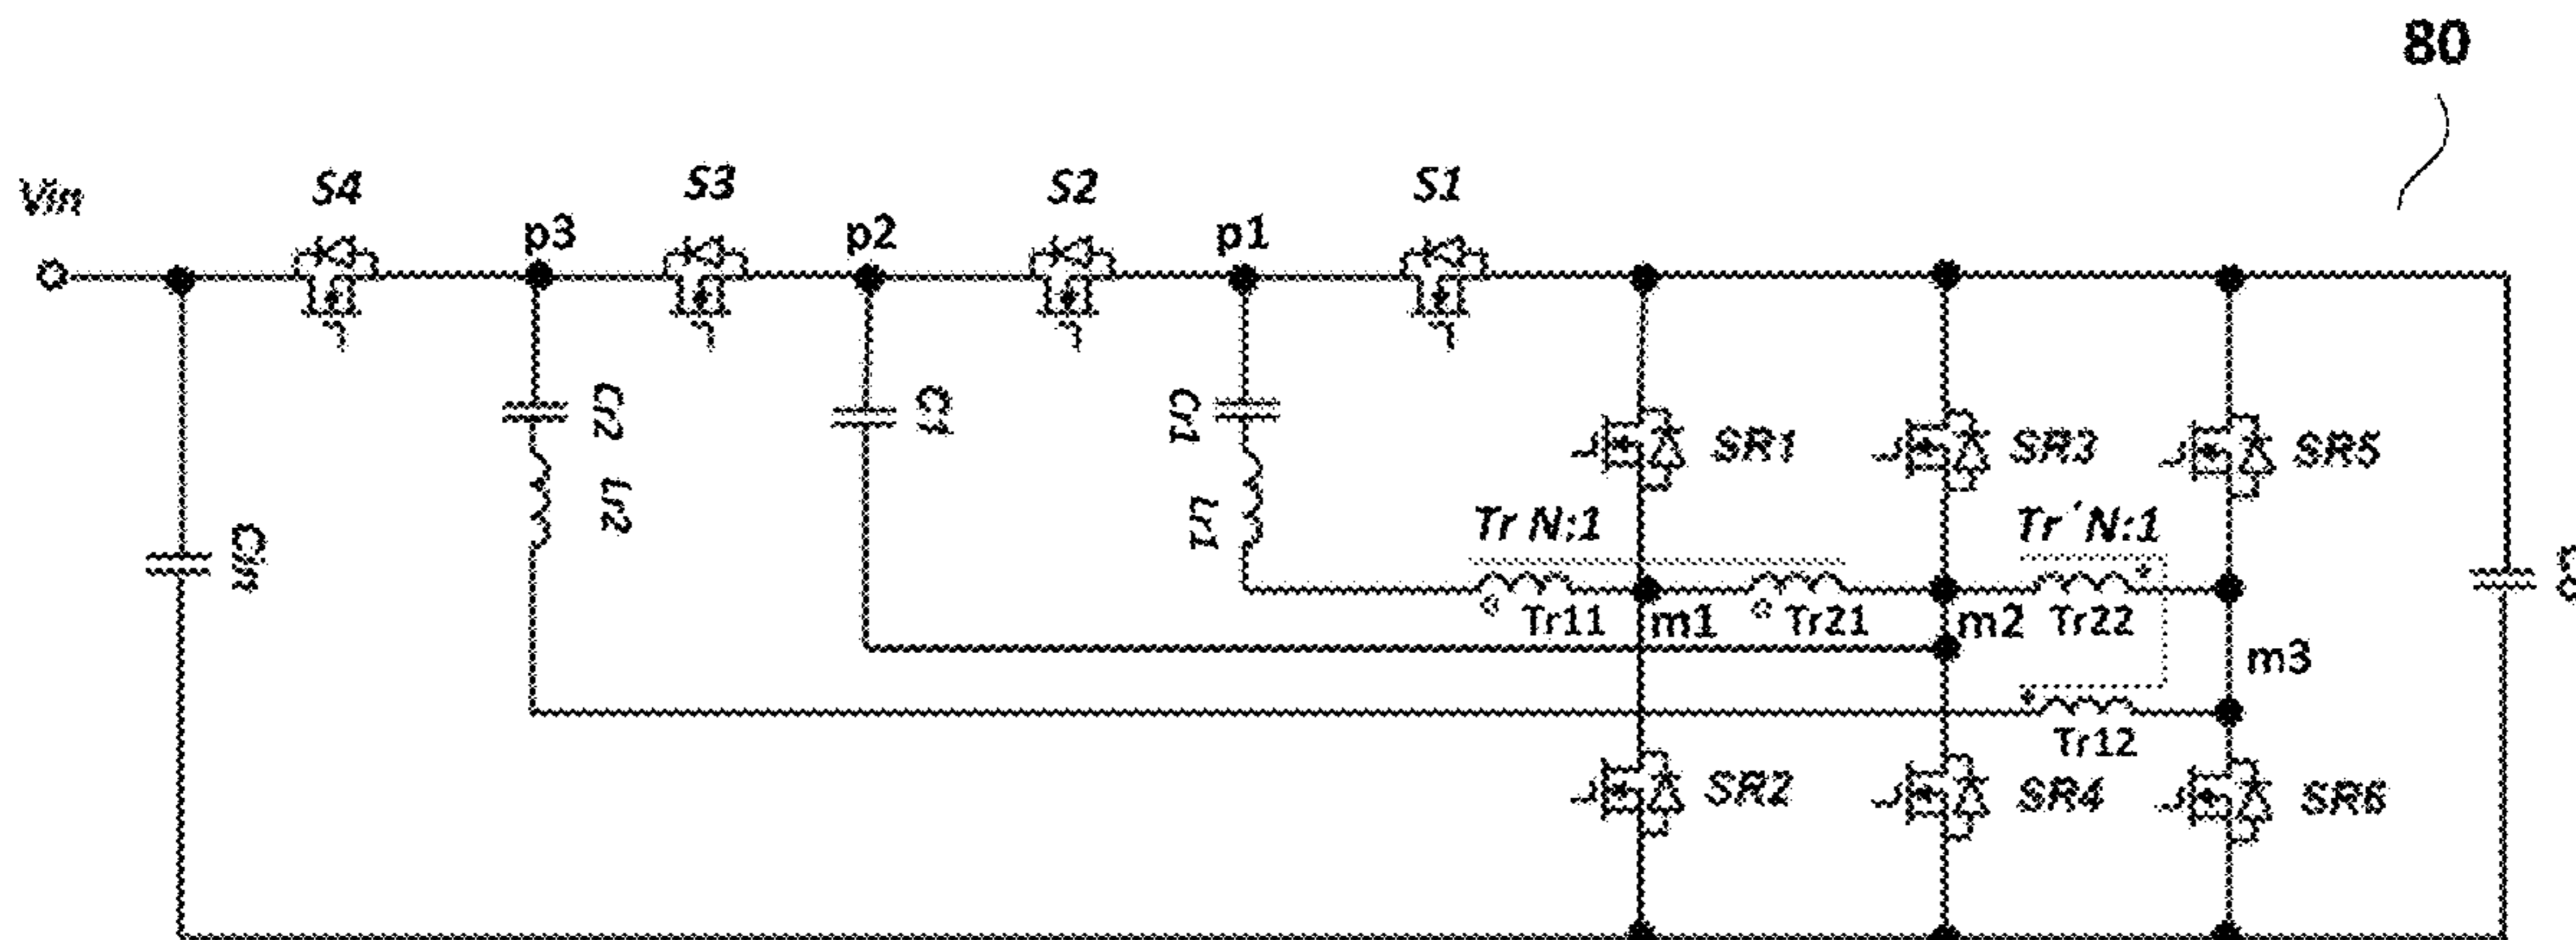 80
Vin
S4
S3
S2
S1
p3
p2
p1
Cr2
Lr2
Cf1
Cr1
Lr1
Cin
SR1
SR3
SR5
Tr N:1
Tr´N:1
Tr11
m1
Tr21
m2
Tr22
m3
Tr12
SR2
SR4
SR6